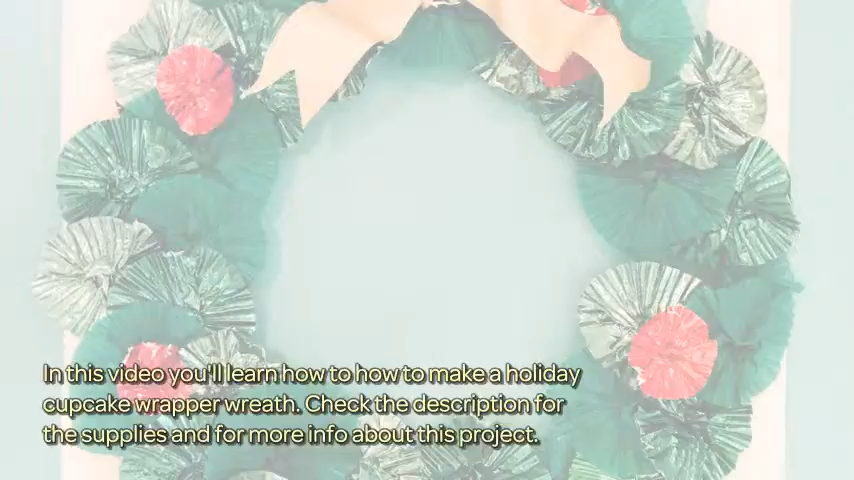 In this video you'll learn how to how to make a holiday
cupcake wrapper wreath. Check the description for
the supplies and for more info about this project.